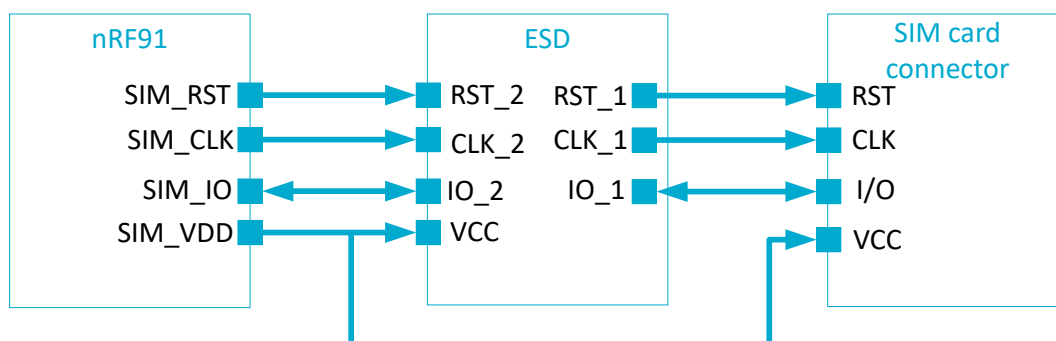 nRF91
SIM_RST
SIM_CLK
SIM_IO
SIM_VDD
ESD
RST_2
CLK_2
IO_2
VCC
RST_1
CLK_1
IO_1
SIM card
connector
RST
CLK
I/O
VCC